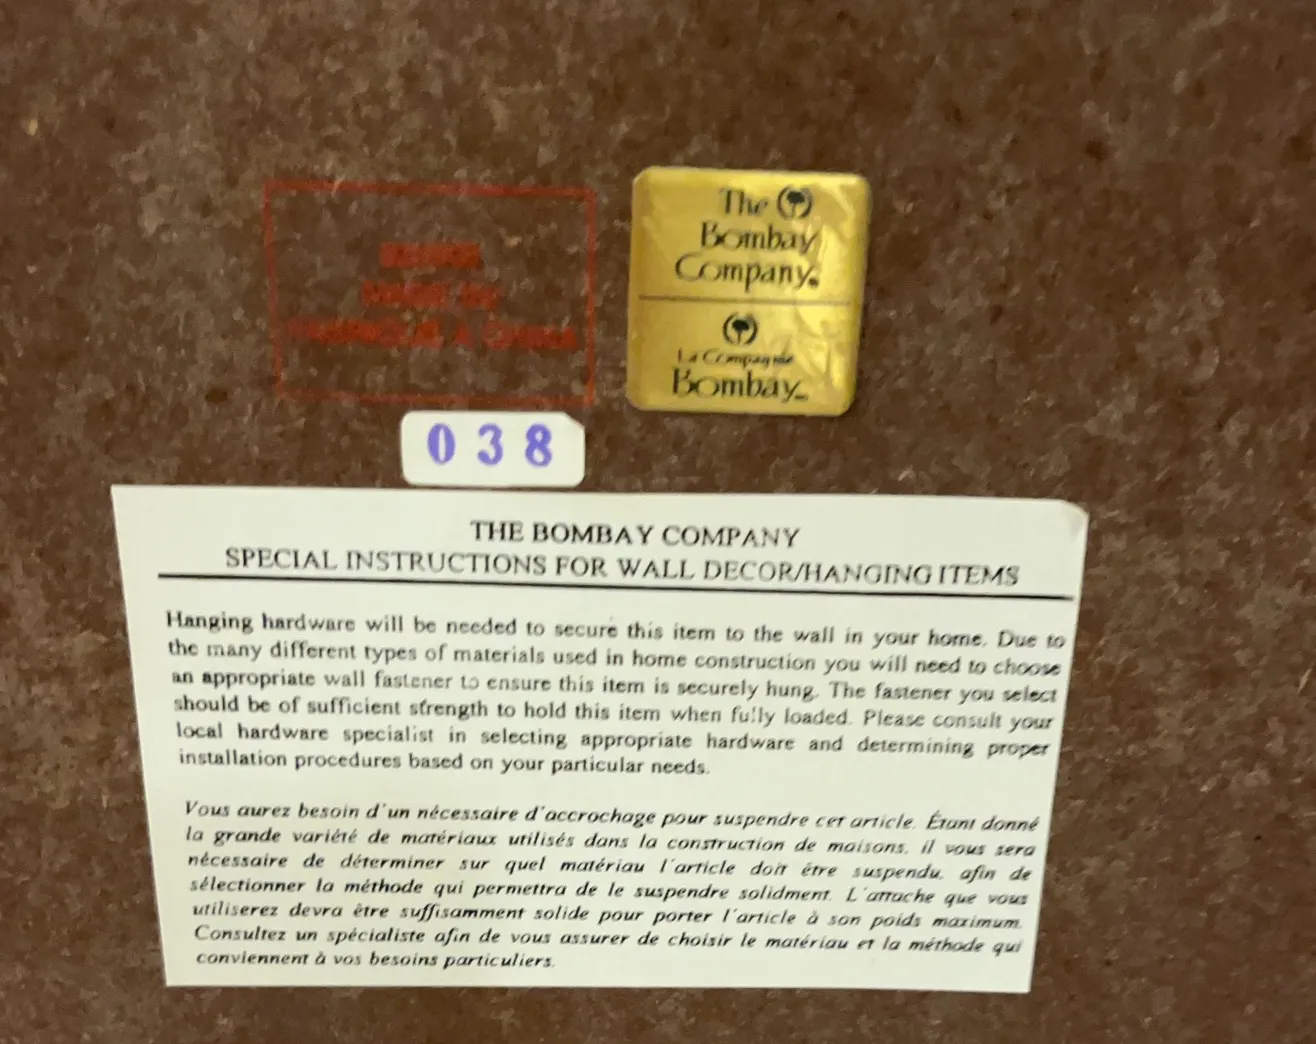 The
Bombay
Company
La Compagnie
Bombay
038
THE BOMBAY COMPANY
SPECIAL INSTRUCTIONS FOR WALL DECOR/HANGING ITEMS
Hanging hardware will be needed to secure this item to the wall in your home. Due to
the many different types of materials used in home construction you will need to choose
an appropriate wall fastener to ensure this item is securely hung. The fastener you select
should be of sufficient strength to hold this item when fully loaded. Please consult your
local hardware specialist in selecting appropriate hardware and determining proper
installation procedures based on your particular needs.
Vous aurez besoin d'un nécessaire d'accrochage pour suspendre cet article. Étant donné
la grande variété de matériaux utilisés dans la construction de maisons, il vous sera
nécessaire de déterminer sur quel matériau l'article doit être suspendu, afin de
sélectionner la méthode qui permettra de le suspendre solidment. L'attache que vous
utiliserez devra être suffisamment solide pour porter l'article à son poids maximum.
Consultez un spécialiste afin de vous assurer de choisir le matériau et la méthode qui
conviennent à vos besoins particuliers.